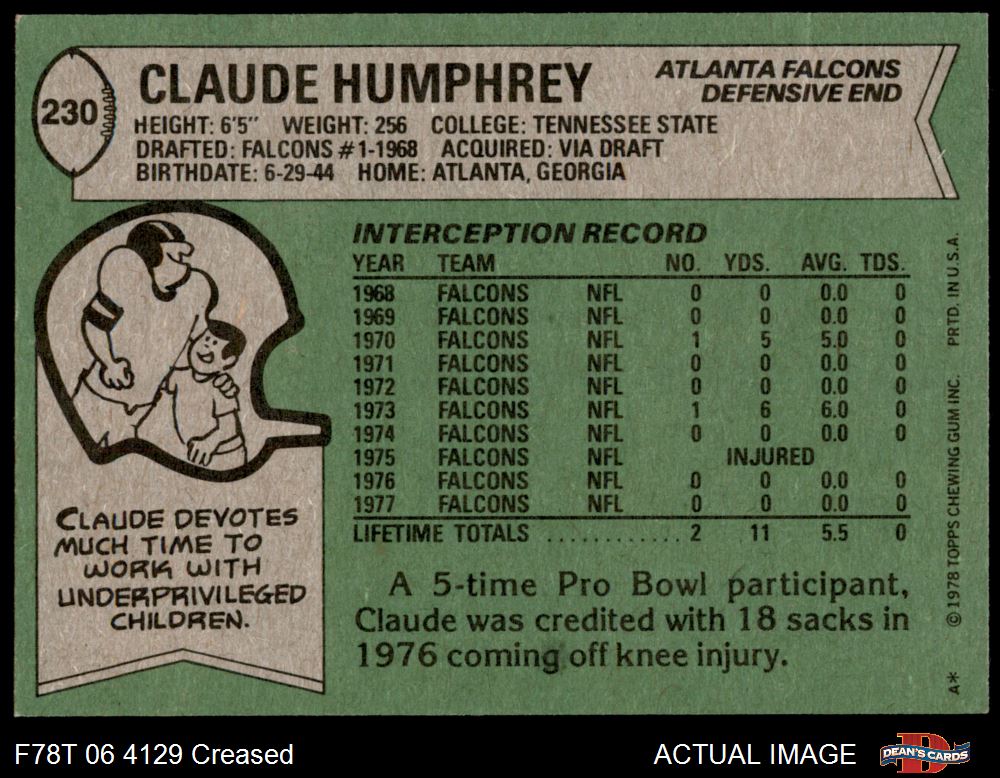 230
CLAUDE HUMPHREY
ATLANTA FALCONS
DEFENSIVE END
HEIGHT: 6'5" WEIGHT: 256 COLLEGE: TENNESSEE STATE
DRAFTED: FALCONS #1-1968 ACQUIRED: VIA DRAFT
BIRTHDATE: 6-29-44 HOME: ATLANTA, GEORGIA
INTERCEPTION RECORD
YEAR TEAM NO. YDS. AVG. TDS.
1968 FALCONS NFL 0 0 0.0 0
1969 FALCONS NFL 0 0 0.0 0
1970 FALCONS NFL 1 5 5.0 0
1971 FALCONS NFL 0 0 0.0 0
1972 FALCONS NFL 0 0 0.0 0
1973 FALCONS NFL 1 6 6.0 0
1974 FALCONS NFL 0 0 0.0 0
1975 FALCONS NFL INJURED
1976 FALCONS NFL 0 0 0.0 0
1977 FALCONS NFL 0 0 0.0 0
LIFETIME TOTALS ............ 2 11 5.5 0
CLAUDE DEVOTES
MUCH TIME TO
WORK WITH
UNDERPRIVILEGED
CHILDREN.
A 5-time Pro Bowl participant,
Claude was credited with 18 sacks in
1976 coming off knee injury.
A* ©1978 TOPPS CHEWING GUM INC. PRTD. IN U.S.A.
F78T 06 4129 Creased
ACTUAL IMAGE
DEAN'S CARDS